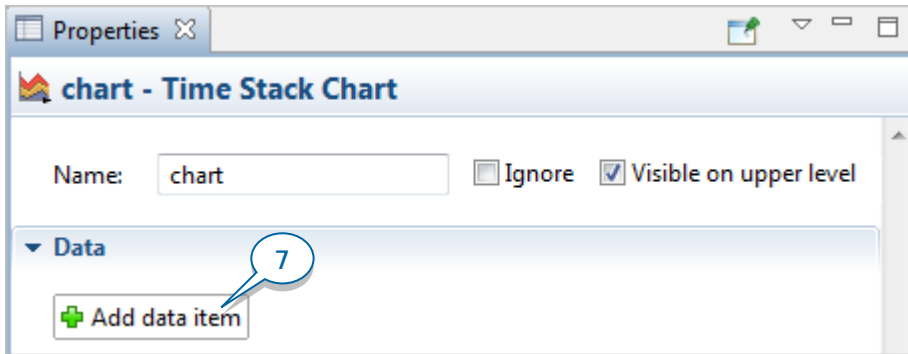 Properties
chart - Time Stack Chart
Name: chart Ignore Visible on upper level
Data
7
Add data item